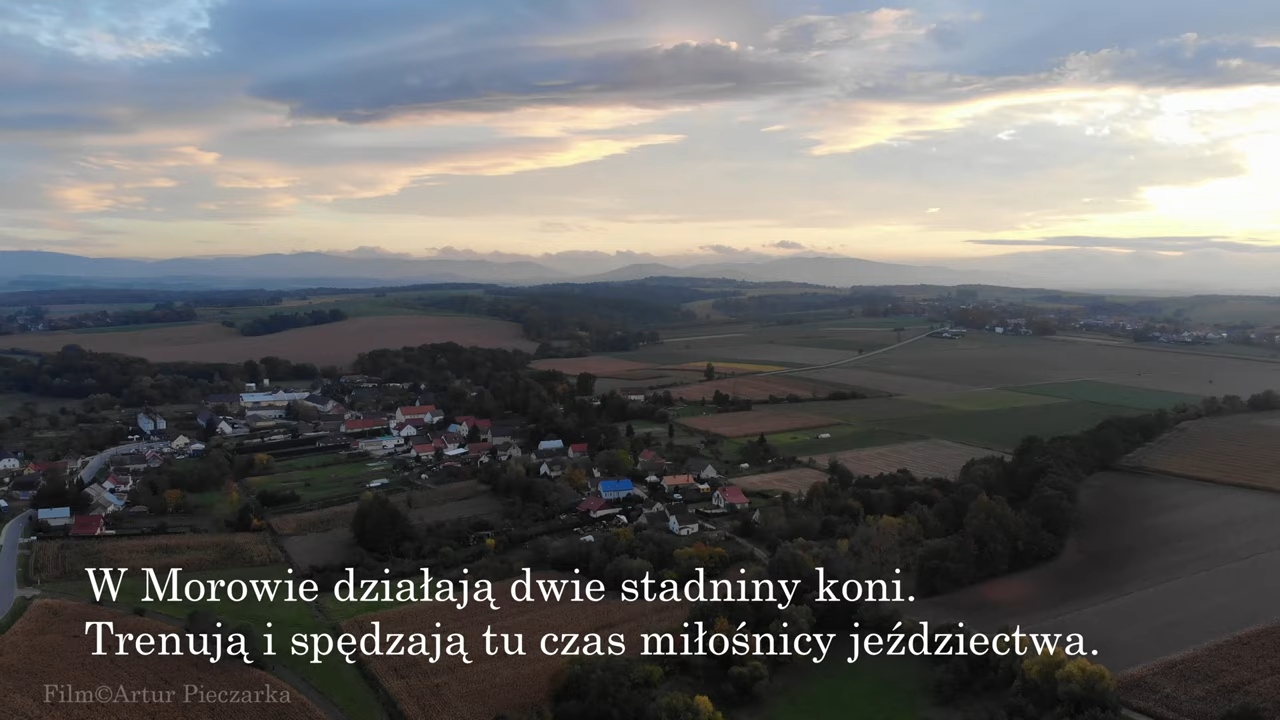 W Morowie działają dwie stadniny koni.
Trenują i spędzają tu czas miłośnicy jeździectwa.
Film©Artur Pieczarka